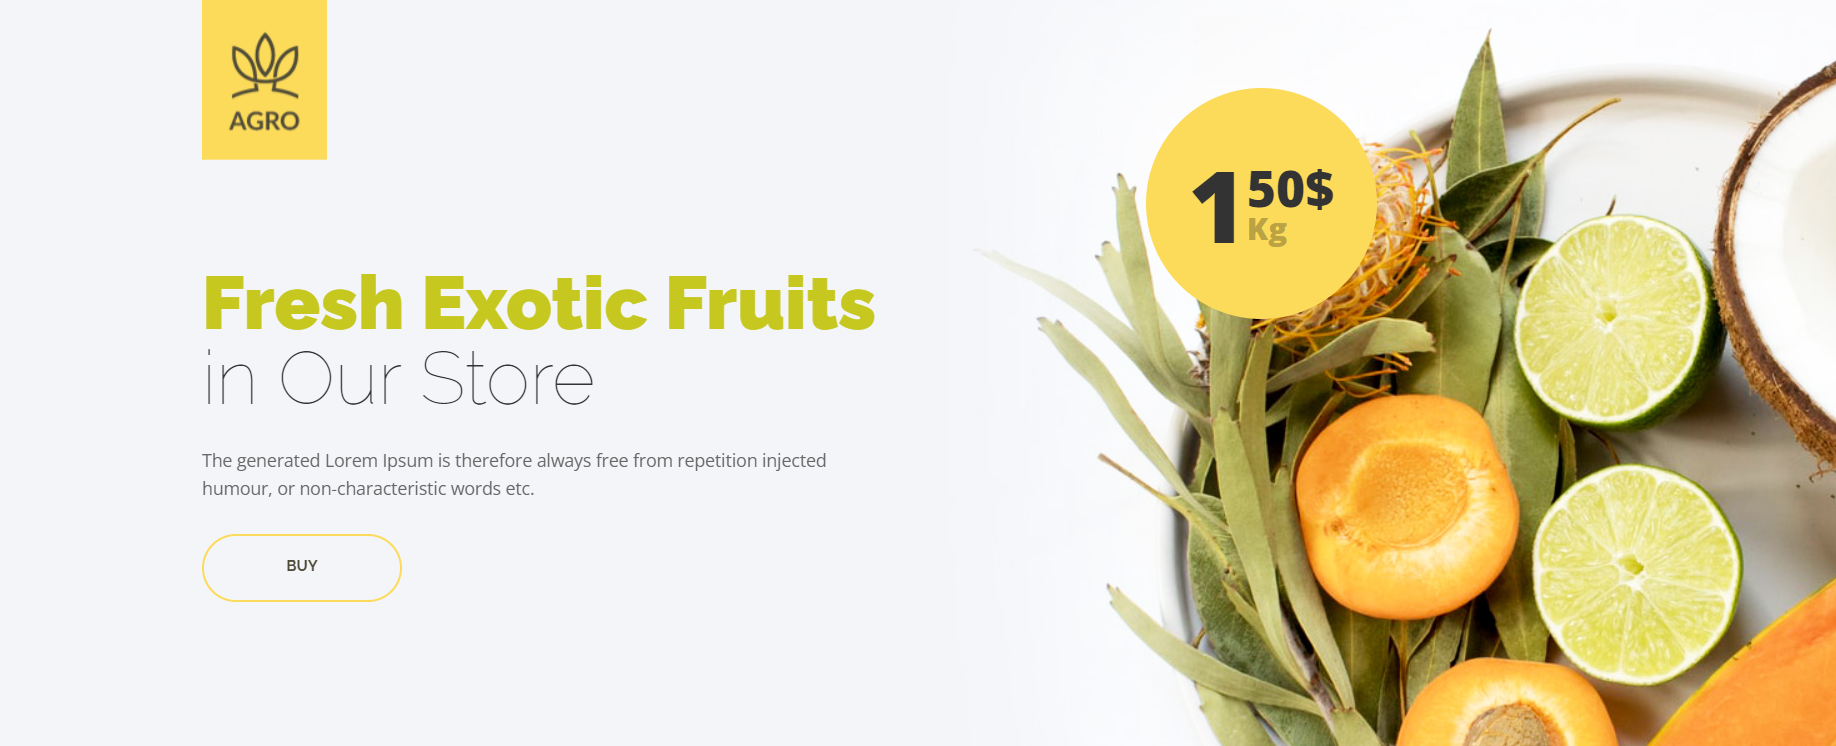 AGRO
1 50$
Kg
Fresh Exotic Fruits
in Our Store
The generated Lorem Ipsum is therefore always free from repetition injected
humour, or non-characteristic words etc.
BUY